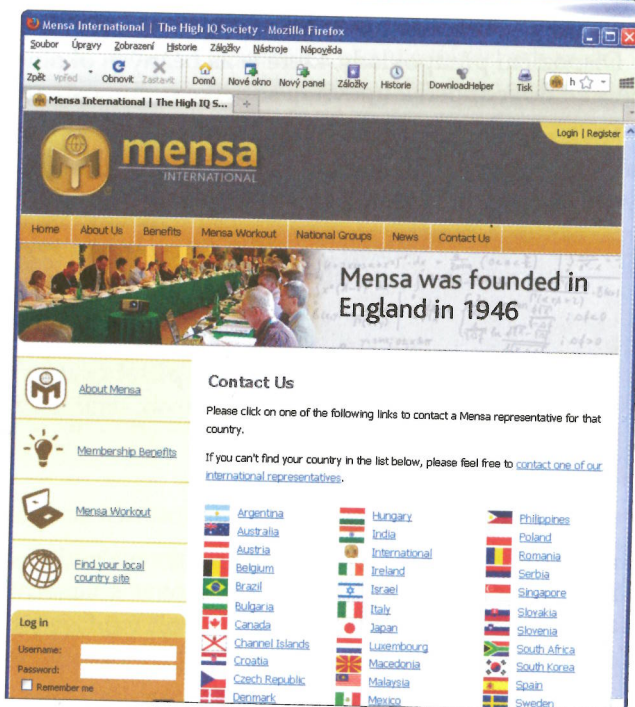 Mensa International | The High IQ Society - Mozilla Firefox
Soubor Úpravy Zobrazení Historie Záložky Nástroje Nápověda
Zpět Vpřed Obnovit Zastavit Domů Nové okno Nový panel Záložky Historie DownloadHelper Tisk h
Mensa International | The High IQ S...
Login | Register
mensa
INTERNATIONAL
Home About Us Benefits Mensa Workout National Groups News Contact Us
Mensa was founded in
England in 1946
About Mensa
Membership Benefits
Mensa Workout
Find your local
country site
Log in
Username:
Password:
Remember me
Contact Us
Please click on one of the following links to contact a Mensa representative for that
country.
If you can't find your country in the list below, please feel free to contact one of our
international representatives.
Argentina
Australia
Austria
Belgium
Brazil
Bulgaria
Canada
Channel Islands
Croatia
Czech Republic
Denmark
Hungary
India
International
Ireland
Israel
Italy
Japan
Luxembourg
Macedonia
Malaysia
Mexico
Philippines
Poland
Romania
Serbia
Singapore
Slovakia
Slovenia
South Africa
South Korea
Spain
Sweden